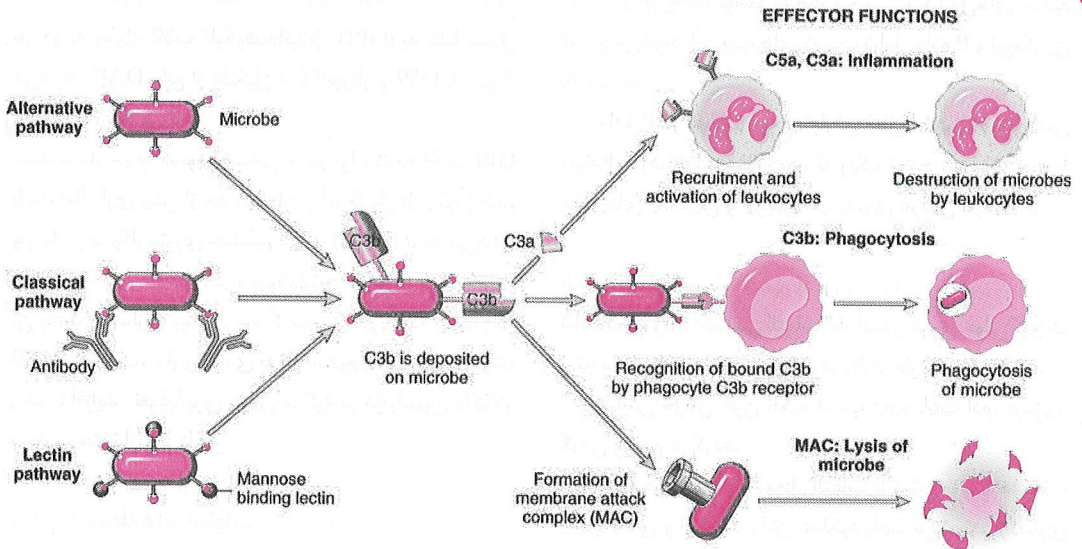 EFFECTOR FUNCTIONS
C5a, C3a: Inflammation
Alternative
pathway
Microbe
Recruitment and
activation of leukocytes
Destruction of microbes
by leukocytes
C3b
C3a
C3b: Phagocytosis
Classical
pathway
C3b
Antibody
C3b is deposited
on microbe
Recognition of bound C3b
by phagocyte C3b receptor
Phagocytosis
of microbe
Lectin
pathway
Mannose
binding lectin
Formation of
membrane attack
complex (MAC)
MAC: Lysis of
microbe